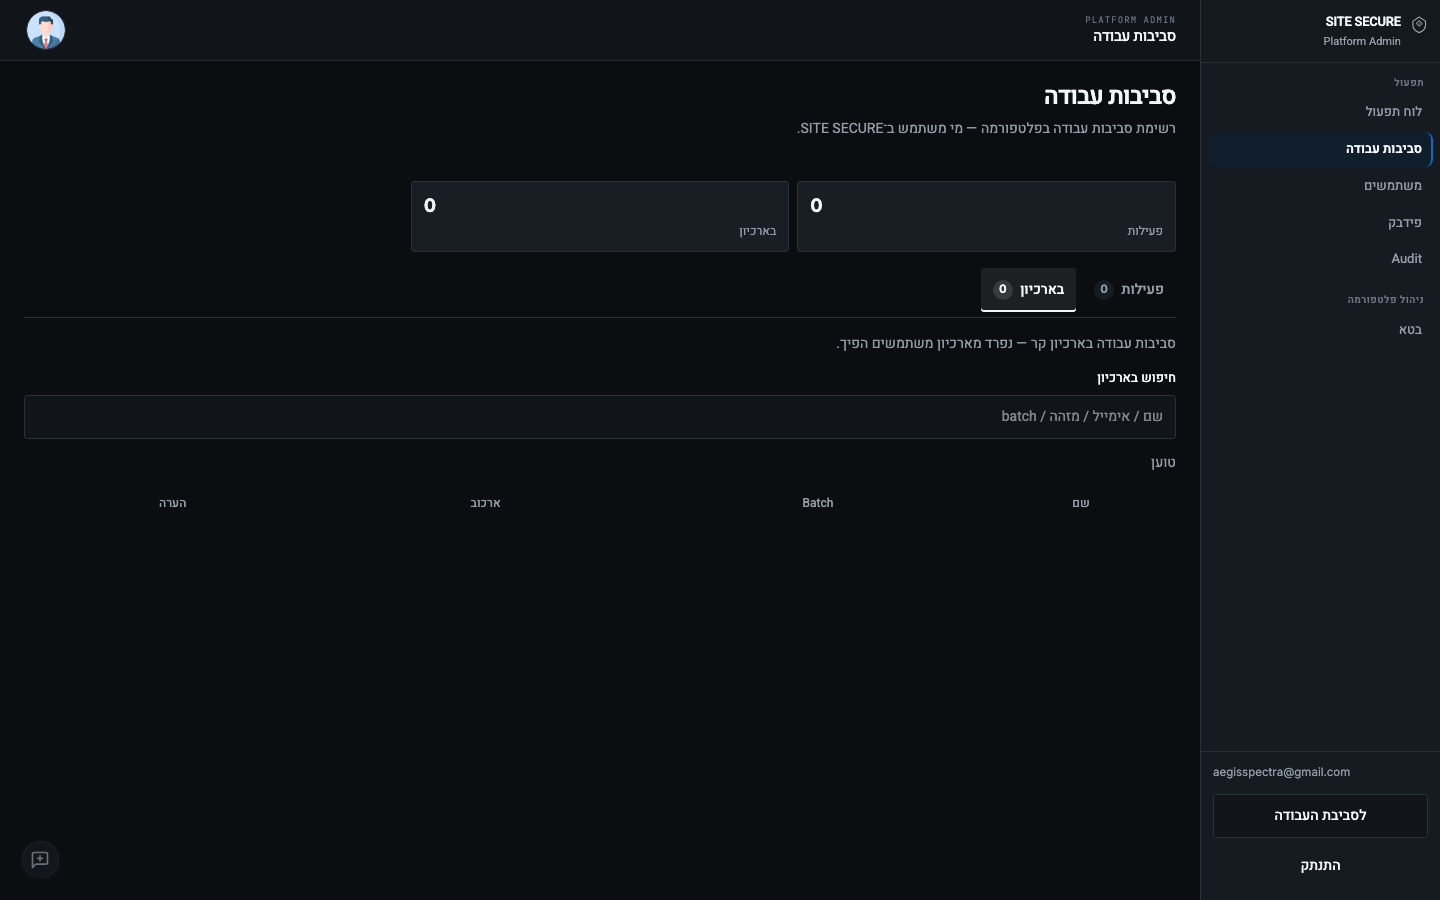 SITE SECURE
Platform Admin
תפעול
לוח תפעול
סביבות עבודה
משתמשים
פידבק
Audit
ניהול פלטפורמה
בטא
aegisspectra@gmail.com
לסביבת העבודה
התנתק
PLATFORM ADMIN
סביבות עבודה
סביבות עבודה
רשימת סביבות עבודה בפלטפורמה — מי משתמש ב־SITE SECURE.
0
פעילות
0
בארכיון
פעילות 0
בארכיון 0
סביבות עבודה בארכיון קר — נפרד מארכיון משתמשים הפיך.
חיפוש בארכיון
שם / אימייל / מזהה / batch
טוען
שם Batch ארכוב הערה